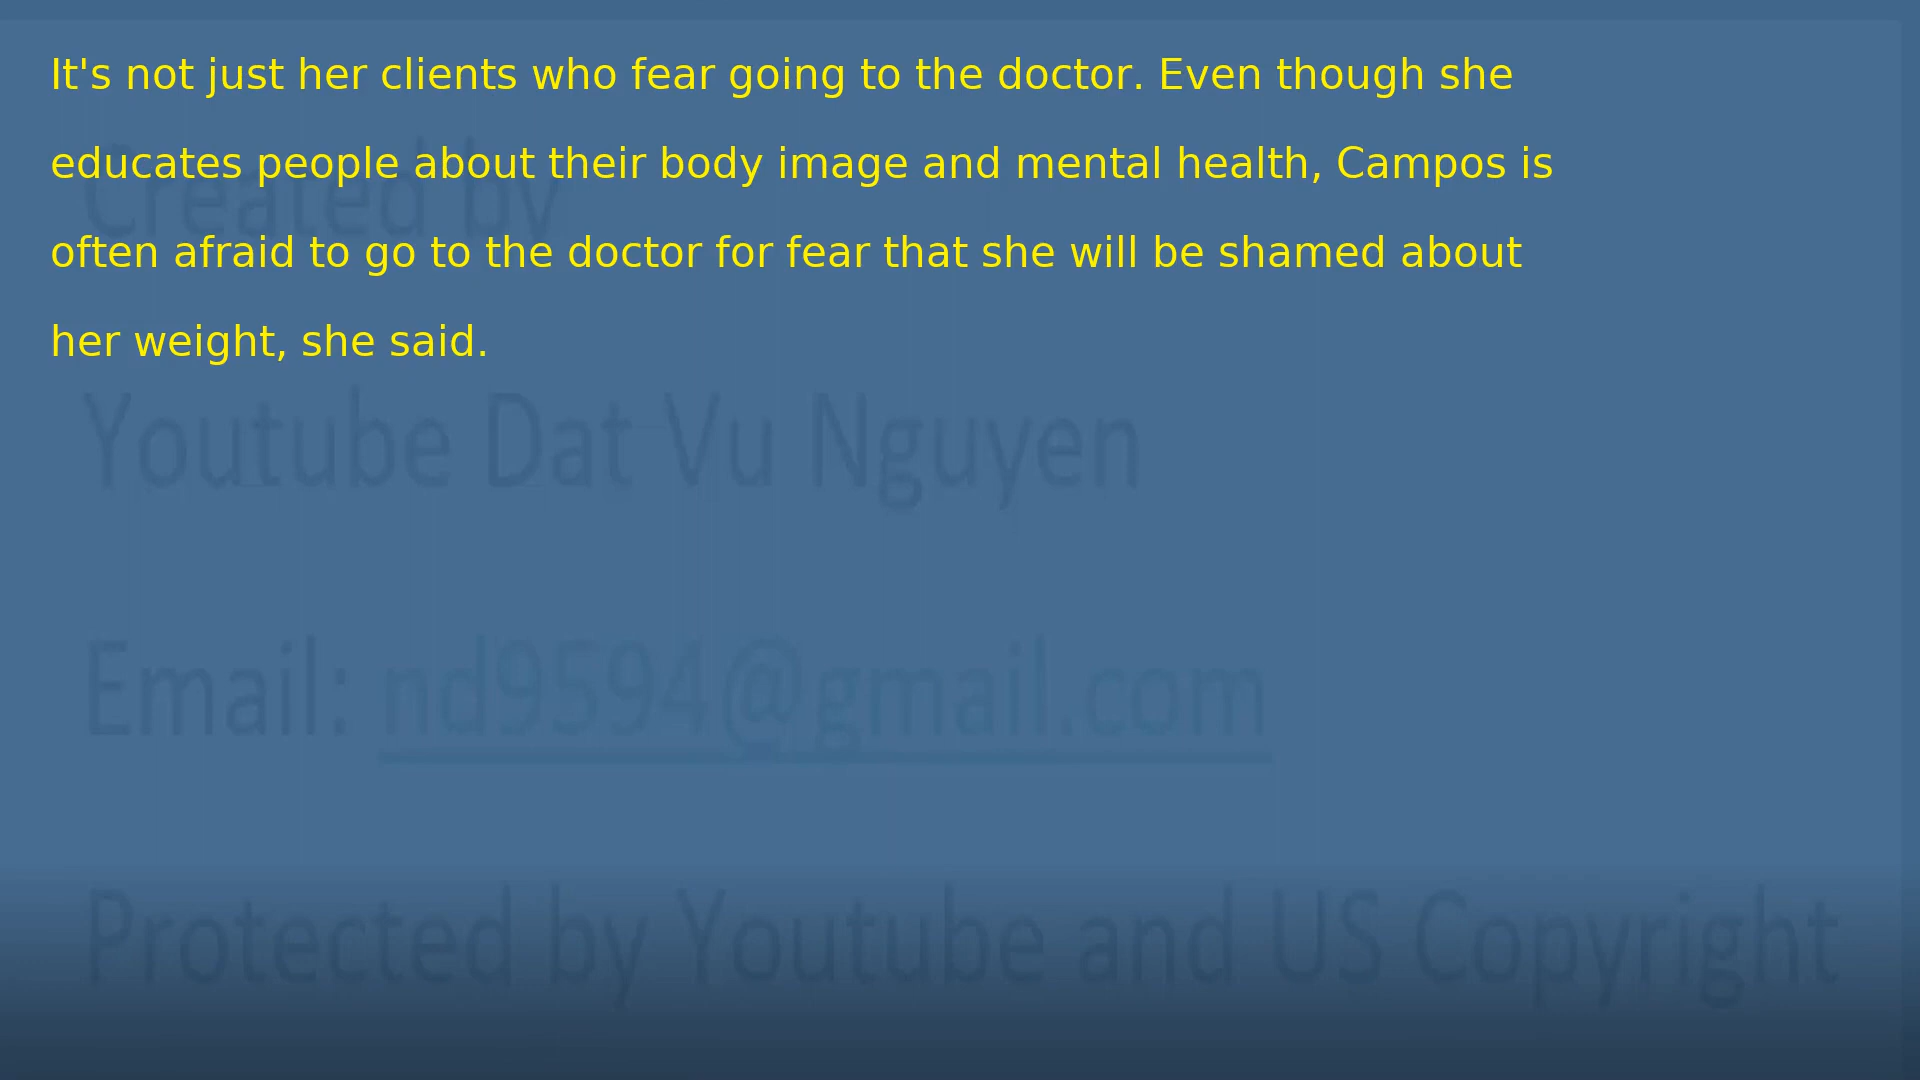 It's not just her clients who fear going to the doctor. Even though she
educates people about their body image and mental health, Campos is
Created by
often afraid to go to the doctor for fear that she will be shamed about
her weight, she said.
Youtube Dat Vu Nguyen
Email: nd9594@gmail.com
Protected by Youtube and US Copyright